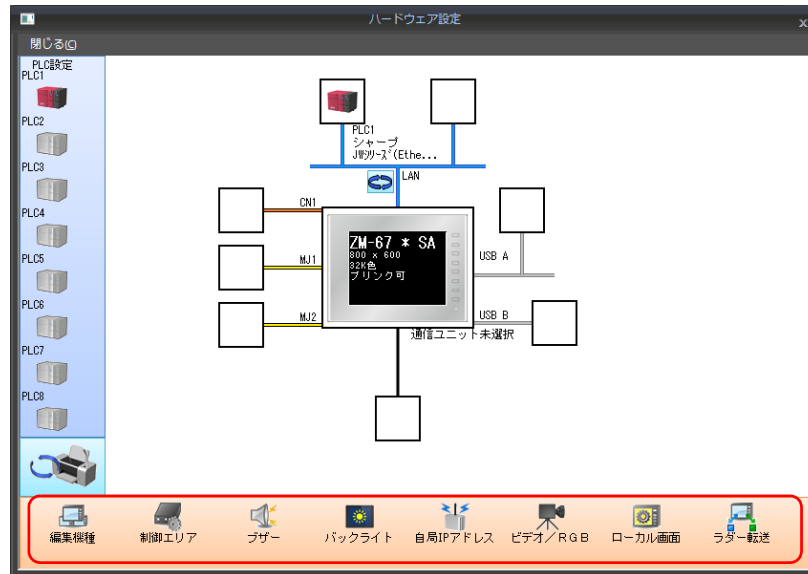 ハードウェア設定
x
閉じる(C)
PLC設定
PLC1
PLC2
PLC3
PLC4
PLC5
PLC6
PLC7
PLC8
PLC1
シャープ
JWシリーズ(Ethe...
LAN
CN1
MJ1
MJ2
ZM-67 * SA
800 x 600
32K色
ブリンク可
USB A
USB B
通信ユニット未選択
編集機種
制御エリア
ブザー
バックライト
自局IPアドレス
ビデオ/RGB
ローカル画面
ラダー転送